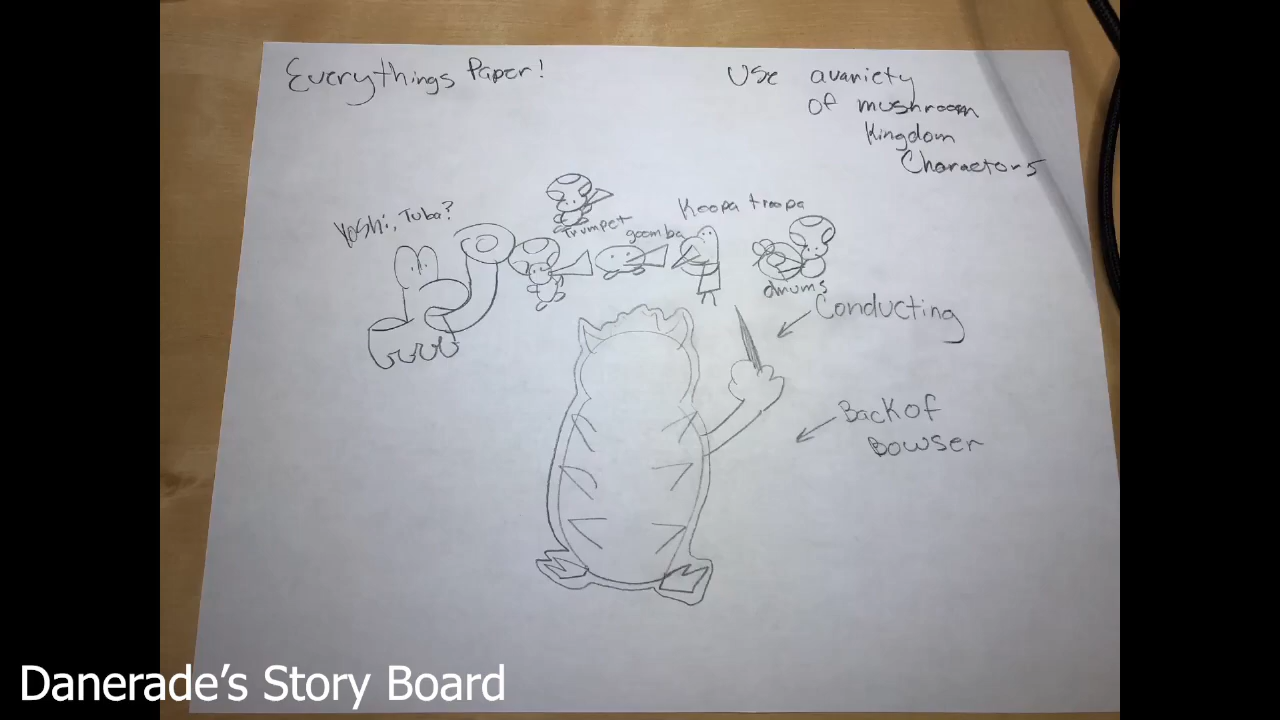 Everythings Paper!
Use avariety
of mushroom
Kingdom
Charactors
Yoshi, Tuba?
Trumpet
goomba
Koopa troopa
drums
Conducting
Back of
Bowser
Danerade's Story Board